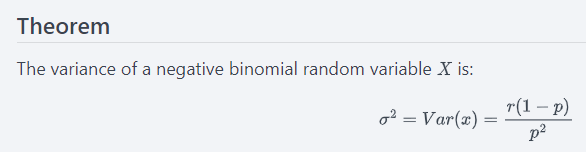 Theorem
The variance of a negative binomial random variable X is:
σ² = Var(x) = r(1 − p) / p²